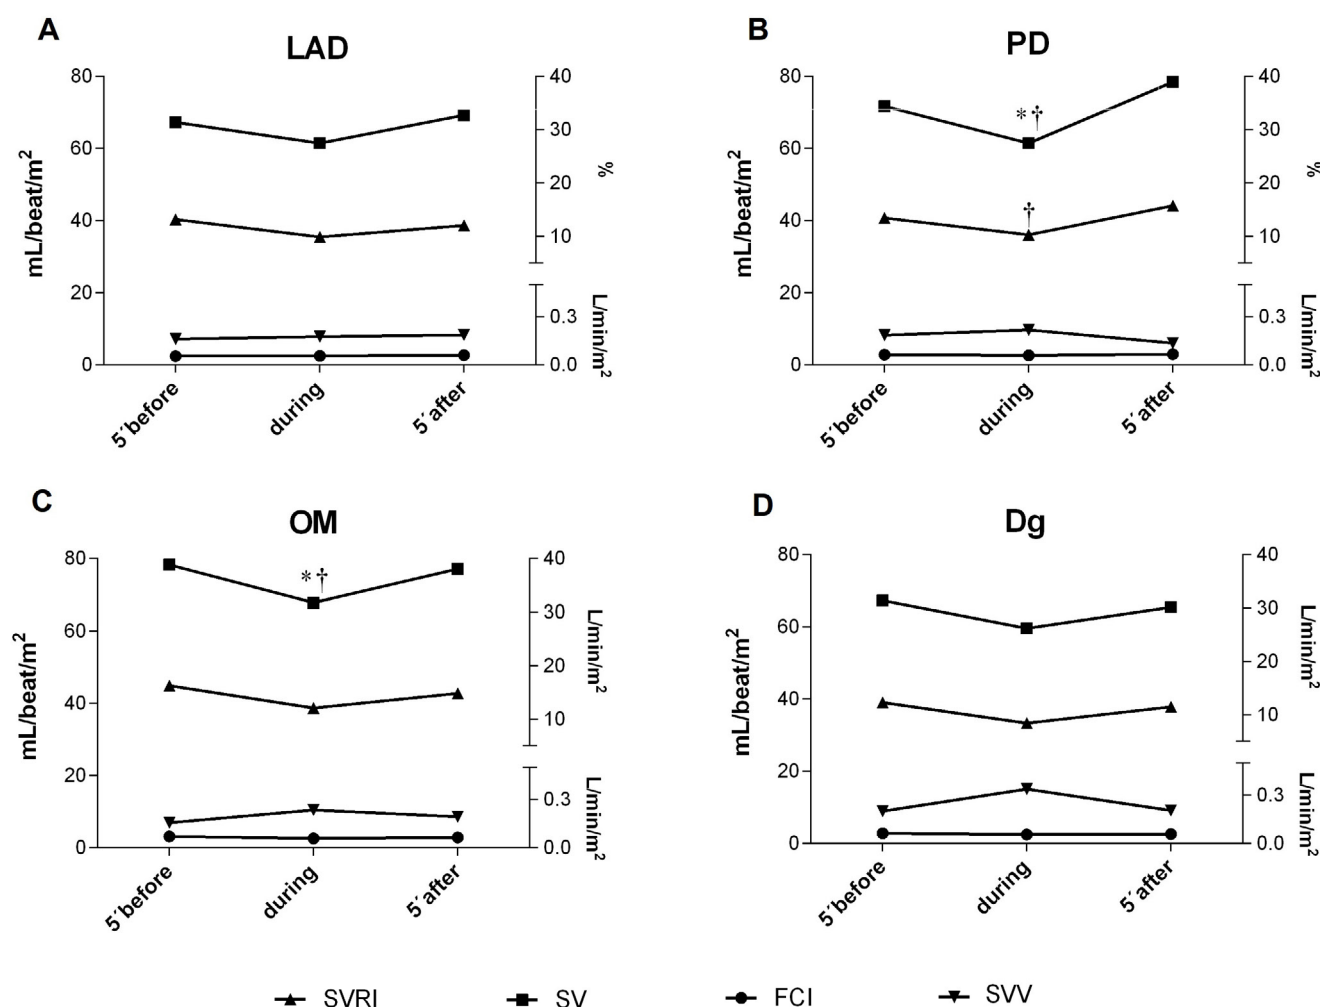 A
LAD
80
60
40
20
0
mL/beat/m²
40
30
20
10
%
0.3
0.0
L/min/m²
5´before
during
5´after
B
PD
80
60
40
20
0
mL/beat/m²
*†
†
40
30
20
10
%
0.3
0.0
L/min/m²
5´before
during
5´after
C
OM
80
60
40
20
0
mL/beat/m²
*†
40
30
20
10
L/min/m²
0.3
0.0
L/min/m²
5´before
during
5´after
D
Dg
80
60
40
20
0
mL/beat/m²
40
30
20
10
L/min/m²
0.3
0.0
L/min/m²
5´before
during
5´after
SVRI SV FCI SVV